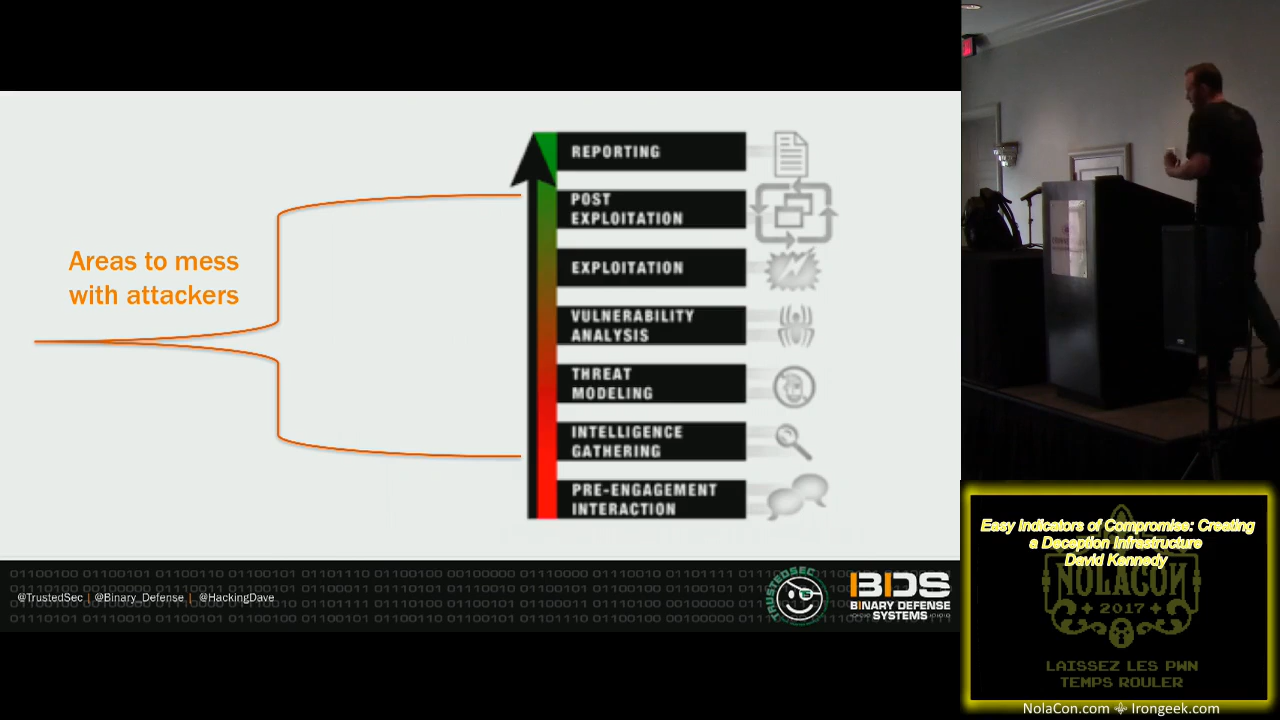 Areas to mess
with attackers
REPORTING
POST
EXPLOITATION
EXPLOITATION
VULNERABILITY
ANALYSIS
THREAT
MODELING
INTELLIGENCE
GATHERING
PRE-ENGAGEMENT
INTERACTION
@TrustedSec | @Binary_Defense | @HackingDave
TRUSTEDSEC
BDS
BINARY DEFENSE
SYSTEMS
Easy Indicators of Compromise: Creating
a Deception Infrastructure
David Kennedy
NOLACON
2017
LAISSEZ LES PWN
TEMPS ROULER
NolaCon.com ⚜ Irongeek.com